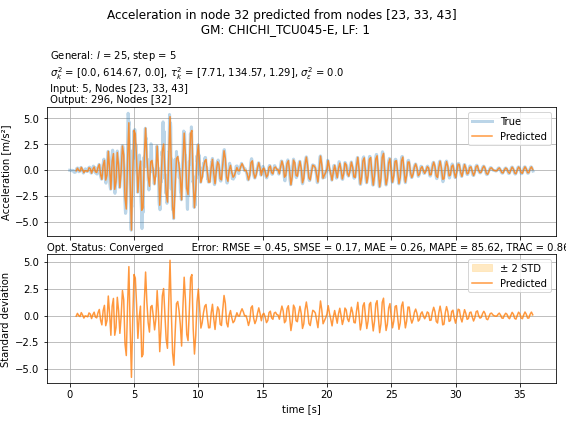 Acceleration in node 32 predicted from nodes [23, 33, 43]
GM: CHICHI_TCU045-E, LF: 1
General: l = 25, step = 5
σ²ₖ = [0.0, 614.67, 0.0], τ²ₖ = [7.71, 134.57, 1.29], σ²ε = 0.0
Input: 5, Nodes [23, 33, 43]
Output: 296, Nodes [32]
Acceleration [m/s²]
5.0
2.5
0.0
−2.5
−5.0
True
Predicted
Opt. Status: Converged Error: RMSE = 0.45, SMSE = 0.17, MAE = 0.26, MAPE = 85.62, TRAC = 0.86
Standard deviation
5.0
2.5
0.0
−2.5
−5.0
± 2 STD
Predicted
0 5 10 15 20 25 30 35
time [s]